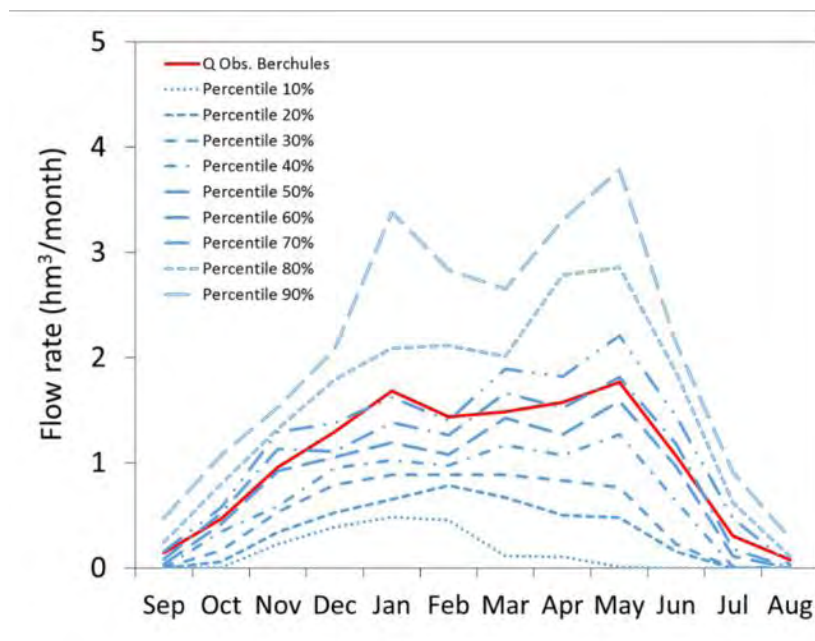 5
4
3
2
1
0
Flow rate (hm³/month)
Q Obs. Berchules
Percentile 10%
Percentile 20%
Percentile 30%
Percentile 40%
Percentile 50%
Percentile 60%
Percentile 70%
Percentile 80%
Percentile 90%
Sep Oct Nov Dec Jan Feb Mar Apr May Jun Jul Aug